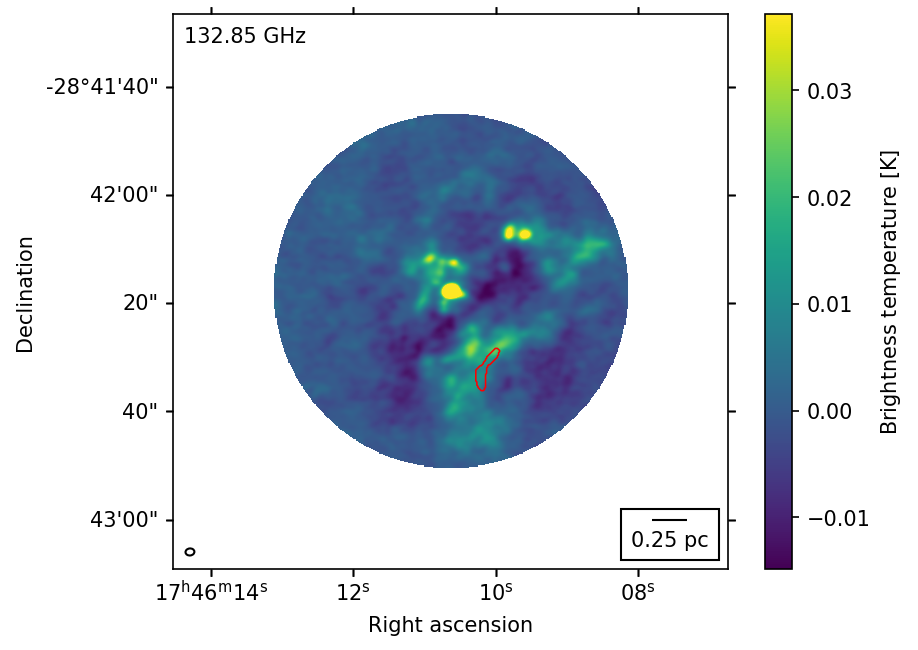 132.85 GHz
-28°41'40"
42'00"
20"
40"
43'00"
Declination
17ʰ46ᵐ14ˢ
12ˢ
10ˢ
08ˢ
Right ascension
0.25 pc
0.03
0.02
0.01
0.00
−0.01
Brightness temperature [K]